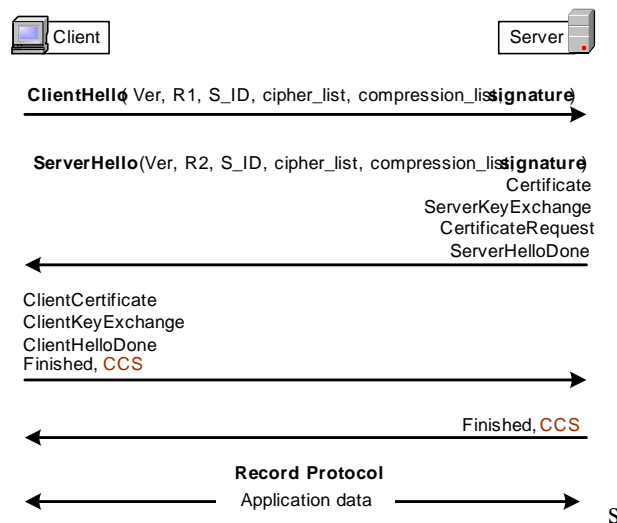 Client
Server
ClientHello( Ver, R1, S_ID, cipher_list, compression_list,signature)
ServerHello(Ver, R2, S_ID, cipher_list, compression_list,signature)
Certificate
ServerKeyExchange
CertificateRequest
ServerHelloDone
ClientCertificate
ClientKeyExchange
ClientHelloDone
Finished, CCS
Finished, CCS
Record Protocol
Application data
s